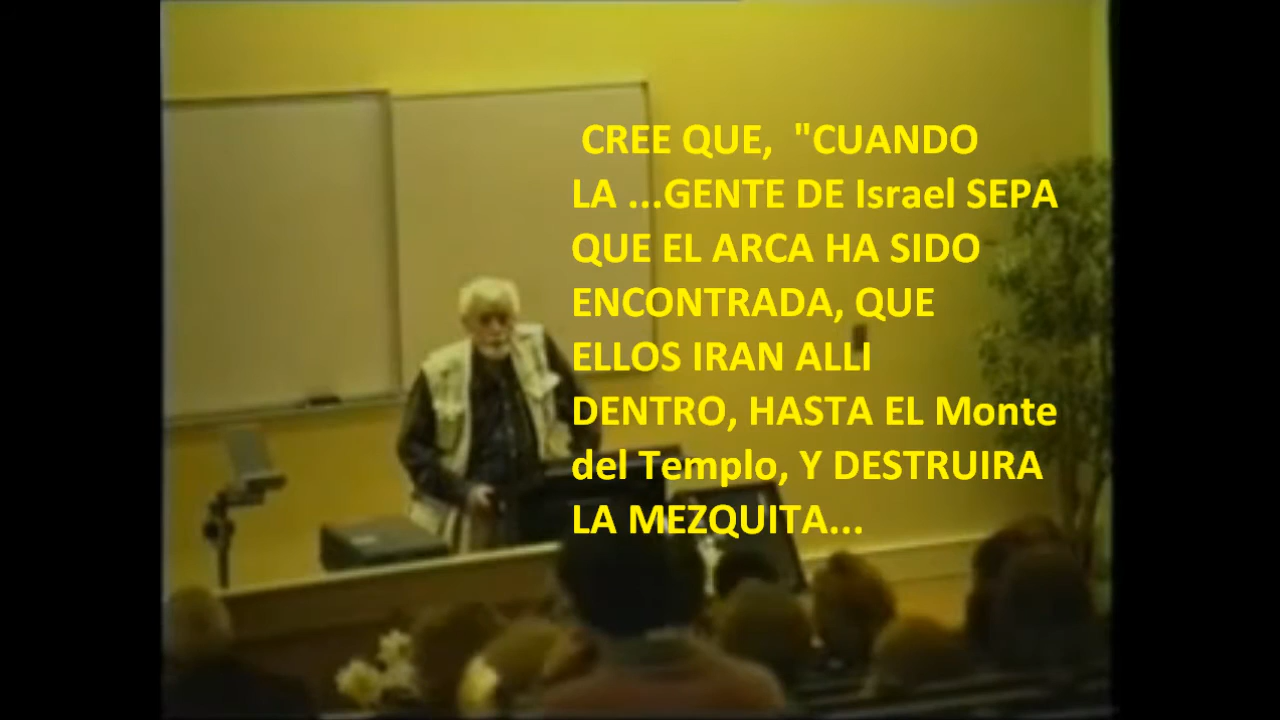 CREE QUE, "CUANDO
LA ...GENTE DE Israel SEPA
QUE EL ARCA HA SIDO
ENCONTRADA, QUE
ELLOS IRAN ALLI
DENTRO, HASTA EL Monte
del Templo, Y DESTRUIRA
LA MEZQUITA...